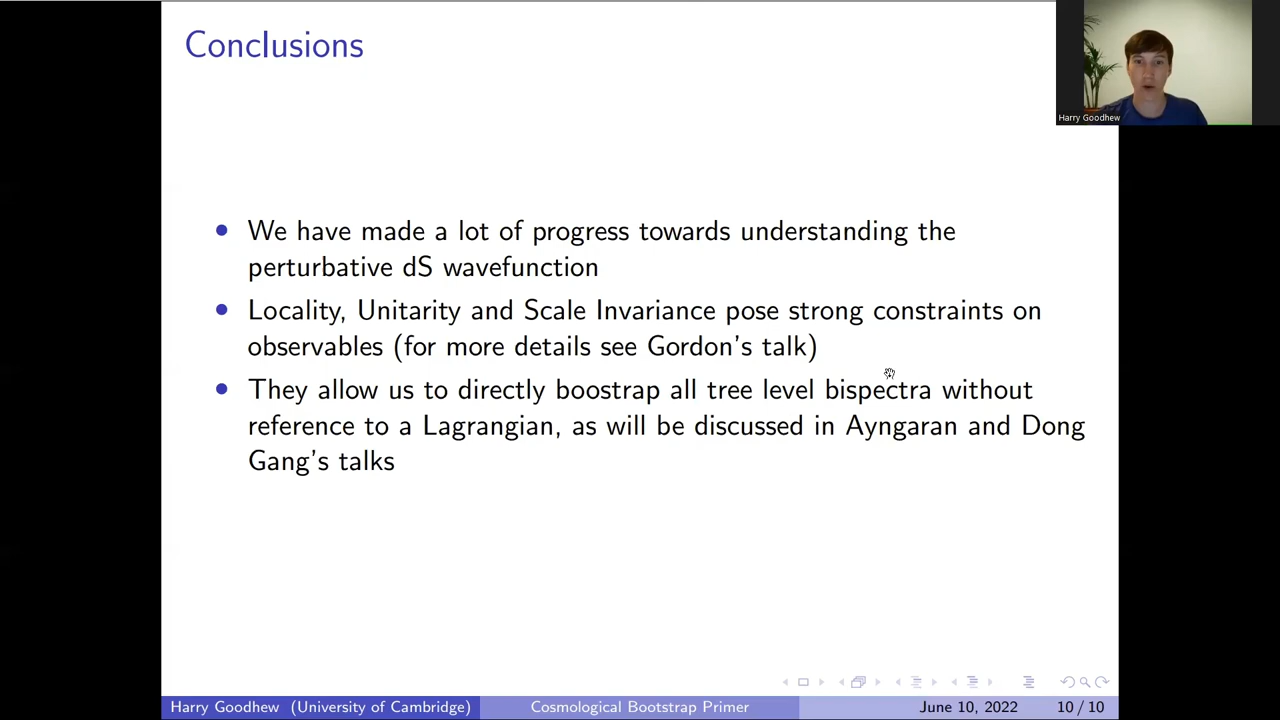 Conclusions
Harry Goodhew
We have made a lot of progress towards understanding the
perturbative dS wavefunction
Locality, Unitarity and Scale Invariance pose strong constraints on
observables (for more details see Gordon's talk)
They allow us to directly boostrap all tree level bispectra without
reference to a Lagrangian, as will be discussed in Ayngaran and Dong
Gang's talks
Harry Goodhew (University of Cambridge) Cosmological Bootstrap Primer June 10, 2022 10 / 10